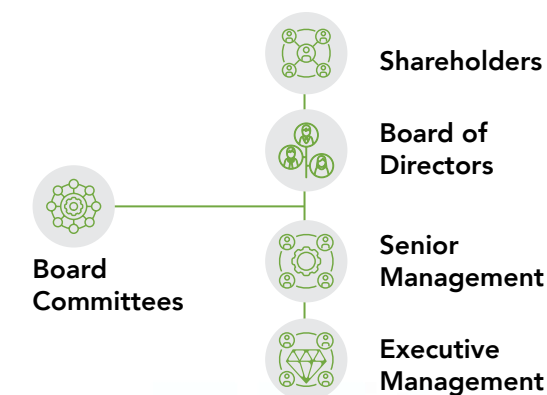 Shareholders
Board of
Directors
Board
Committees
Senior
Management
Executive
Management